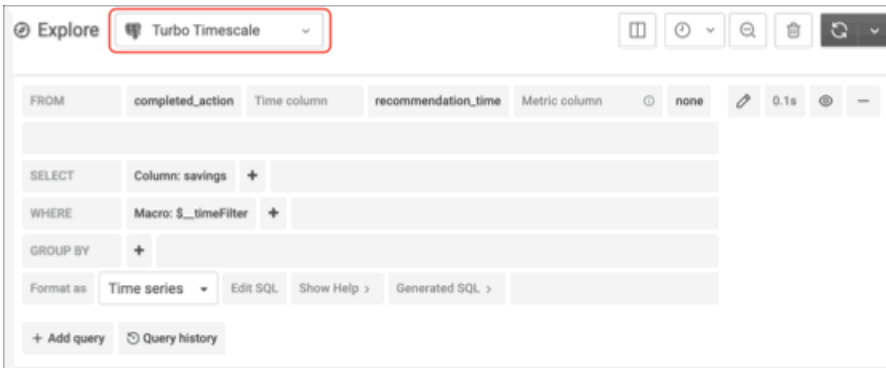 Explore Turbo Timescale
FROM completed_action Time column recommendation_time Metric column none 0.1s
SELECT Column: savings +
WHERE Macro: $__timeFilter +
GROUP BY +
Format as Time series Edit SQL Show Help > Generated SQL >
+ Add query Query history